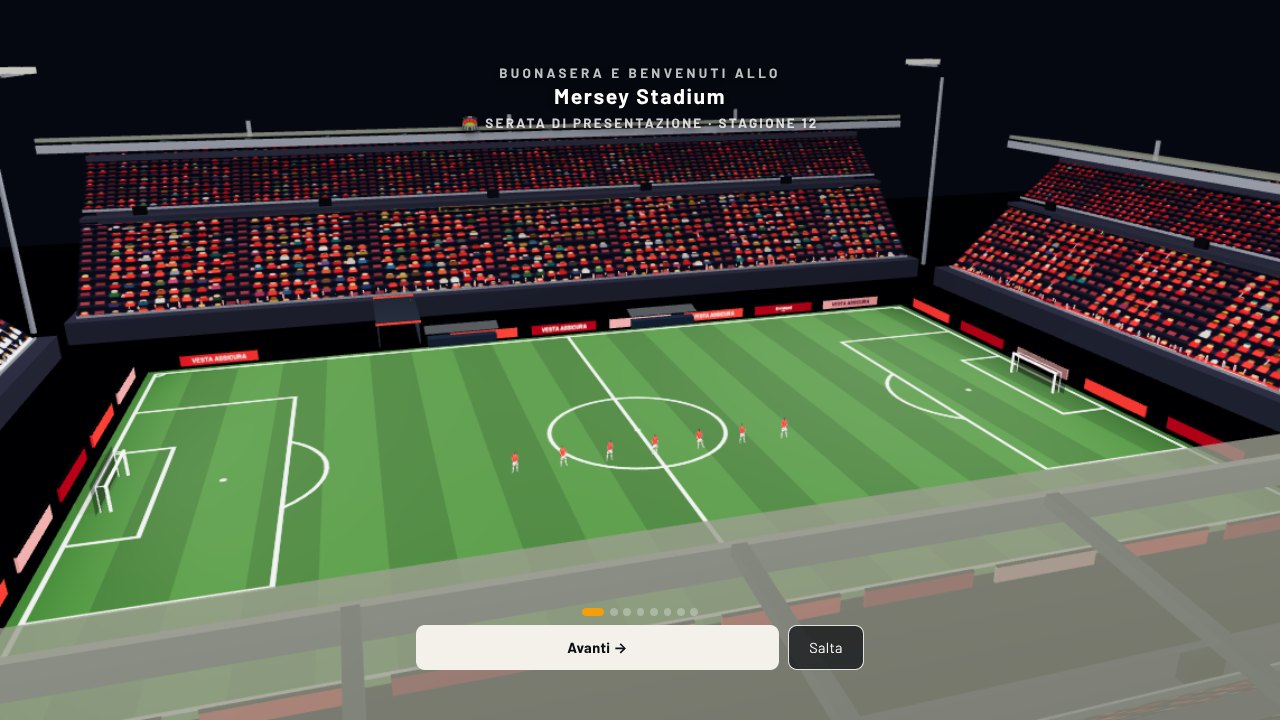 BUONASERA E BENVENUTI ALLO
Mersey Stadium
SERATA DI PRESENTAZIONE · STAGIONE 12
VESTA ASSICURA
VESTA ASSICURA
VESTA ASSICURA
VESTA ASSICURA
Avanti →
Salta